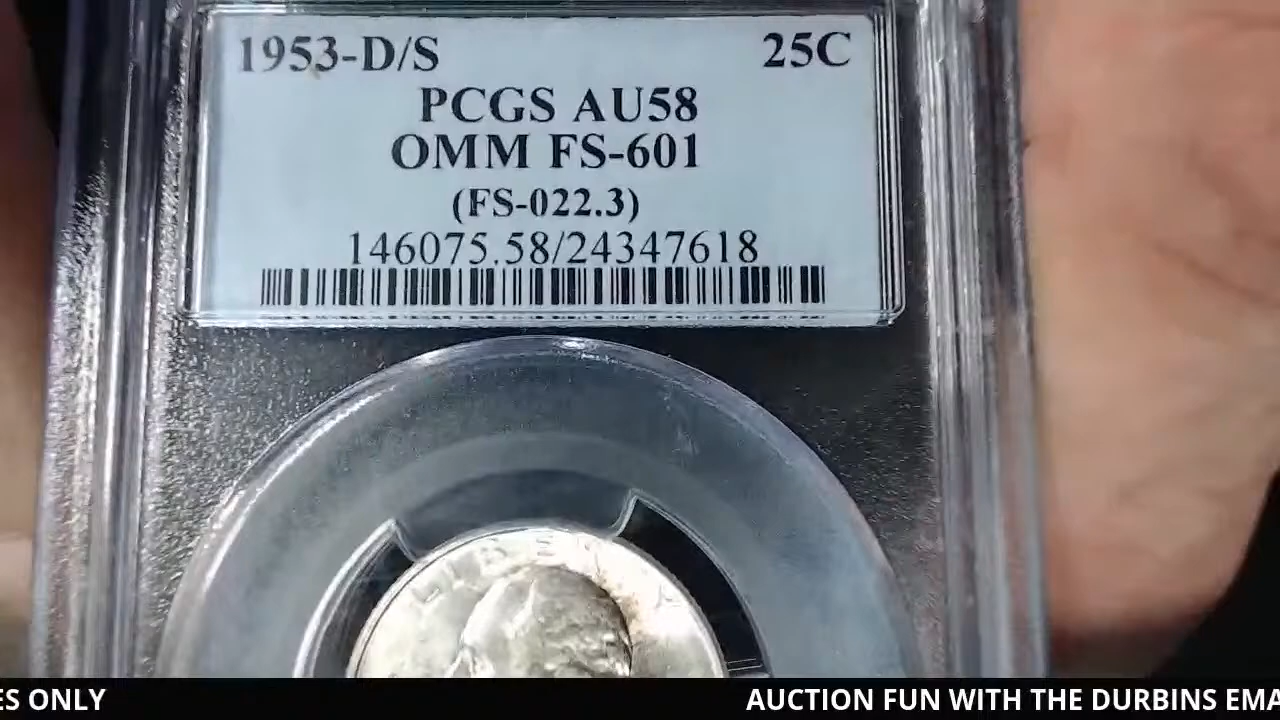 1953-D/S 25C
PCGS AU58
OMM FS-601
(FS-022.3)
146075.58/24347618
LIBERTY
ES ONLY AUCTION FUN WITH THE DURBINS EMA